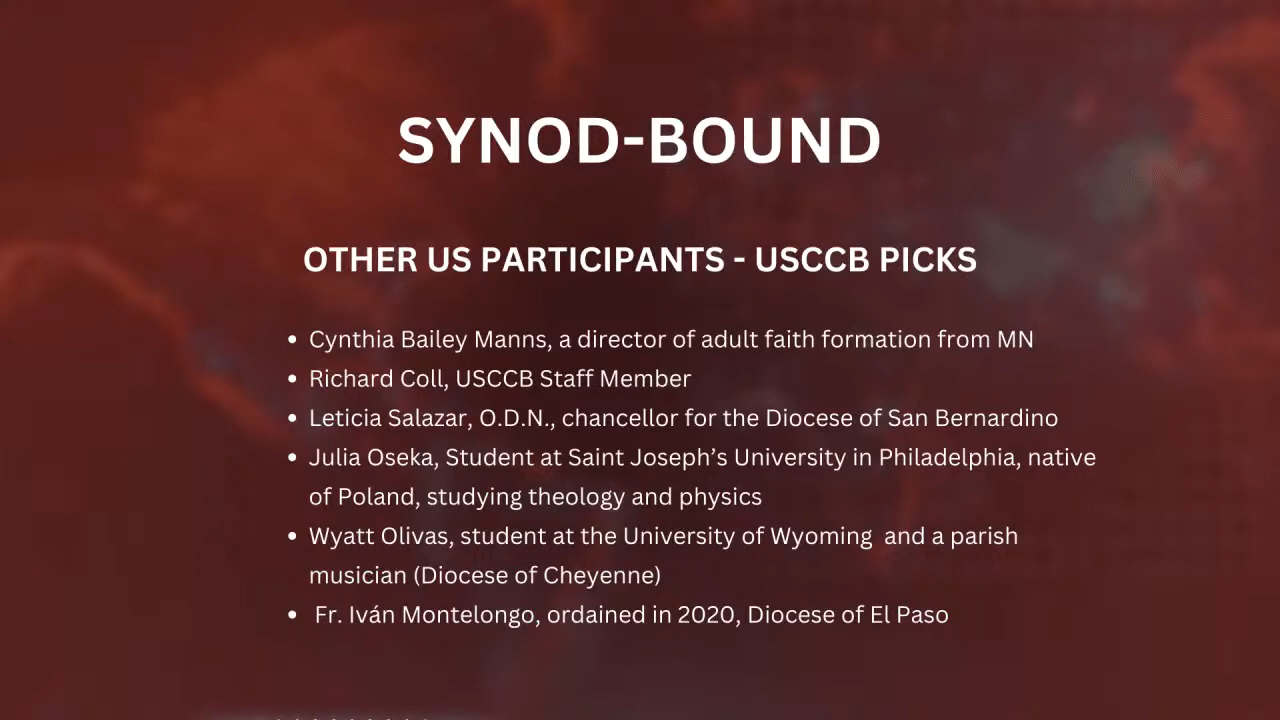 SYNOD-BOUND
OTHER US PARTICIPANTS - USCCB PICKS
• Cynthia Bailey Manns, a director of adult faith formation from MN
• Richard Coll, USCCB Staff Member
• Leticia Salazar, O.D.N., chancellor for the Diocese of San Bernardino
• Julia Oseka, Student at Saint Joseph’s University in Philadelphia, native
of Poland, studying theology and physics
• Wyatt Olivas, student at the University of Wyoming  and a parish
musician (Diocese of Cheyenne)
• Fr. Iván Montelongo, ordained in 2020, Diocese of El Paso